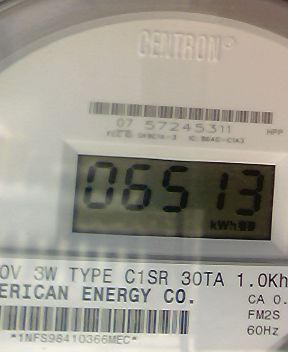 CENTRON®
07 57245311
HPP
06513
kWh
0V 3W TYPE C1SR 30TA 1.0Kh
ERICAN ENERGY CO.
CA 0.
FM2S
60Hz
*1NFS98410366MEC*